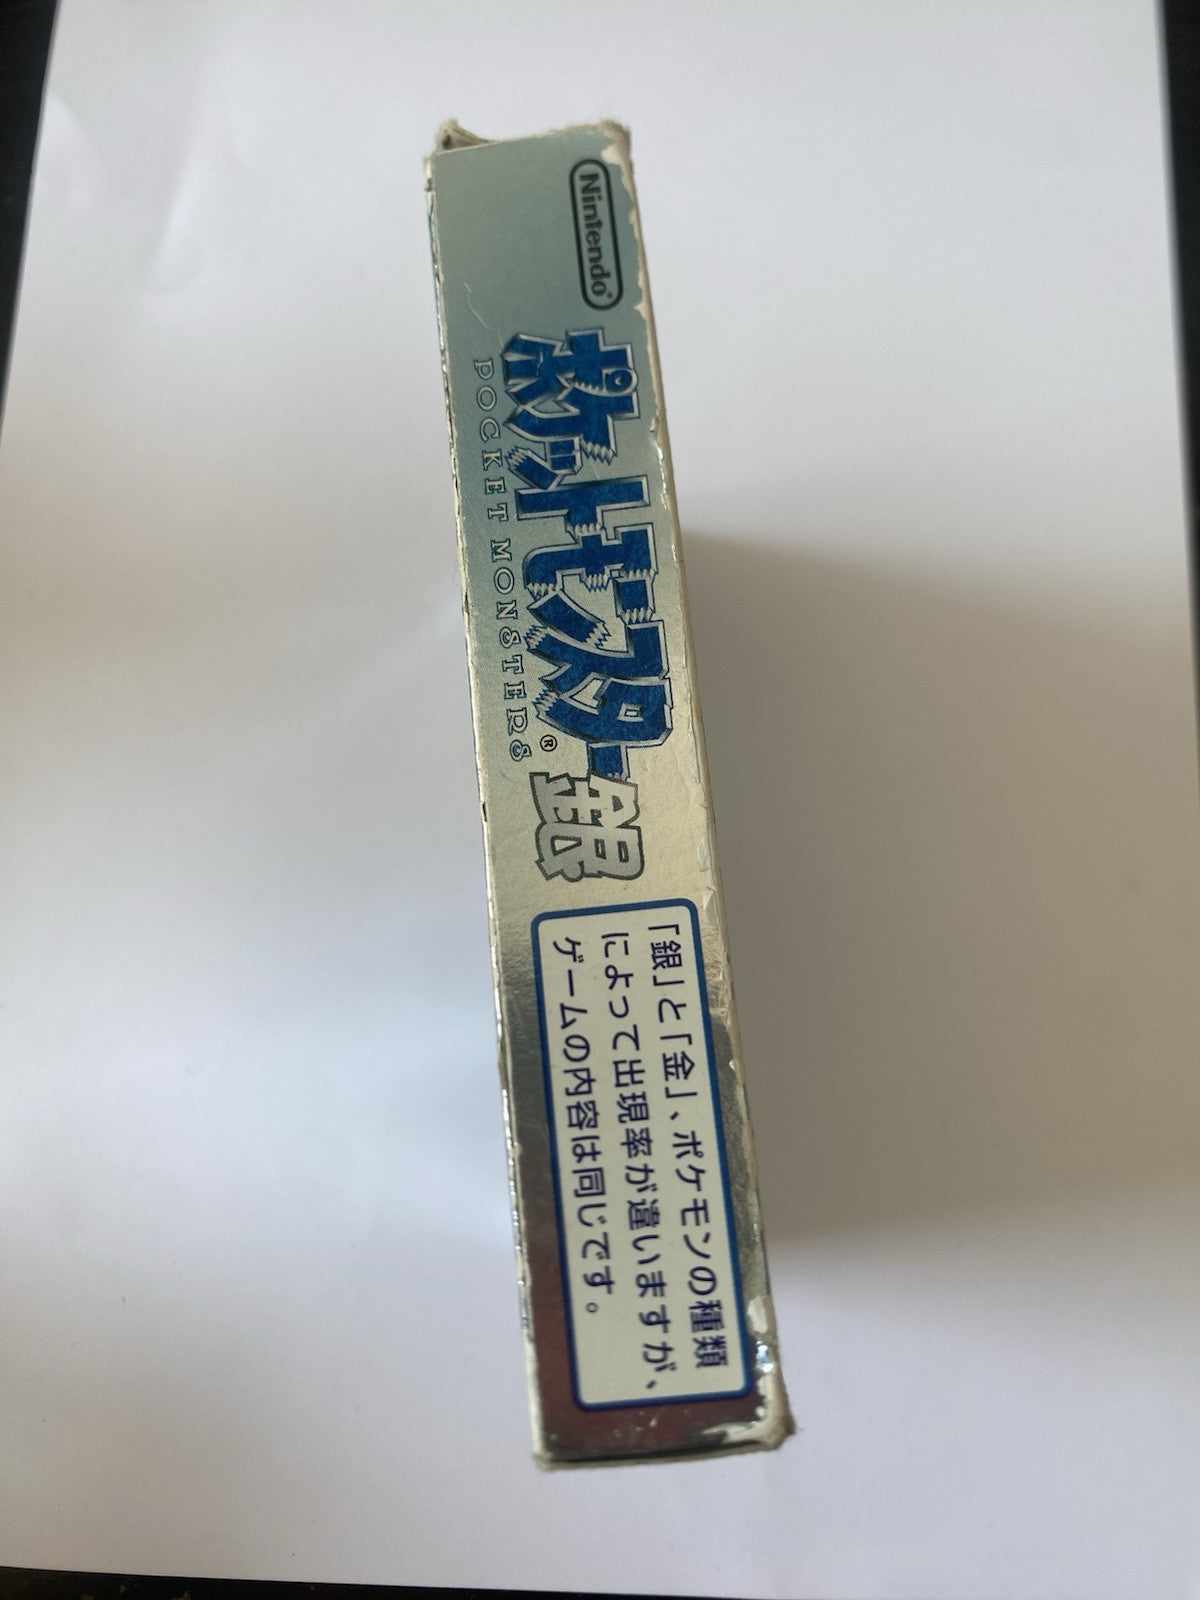 Nintendo®
ポケットモンスター®
POCKET MONSTERS
銀
「銀」と「金」、ポケモンの種類
によって出現率が違いますが、
ゲームの内容は同じです。